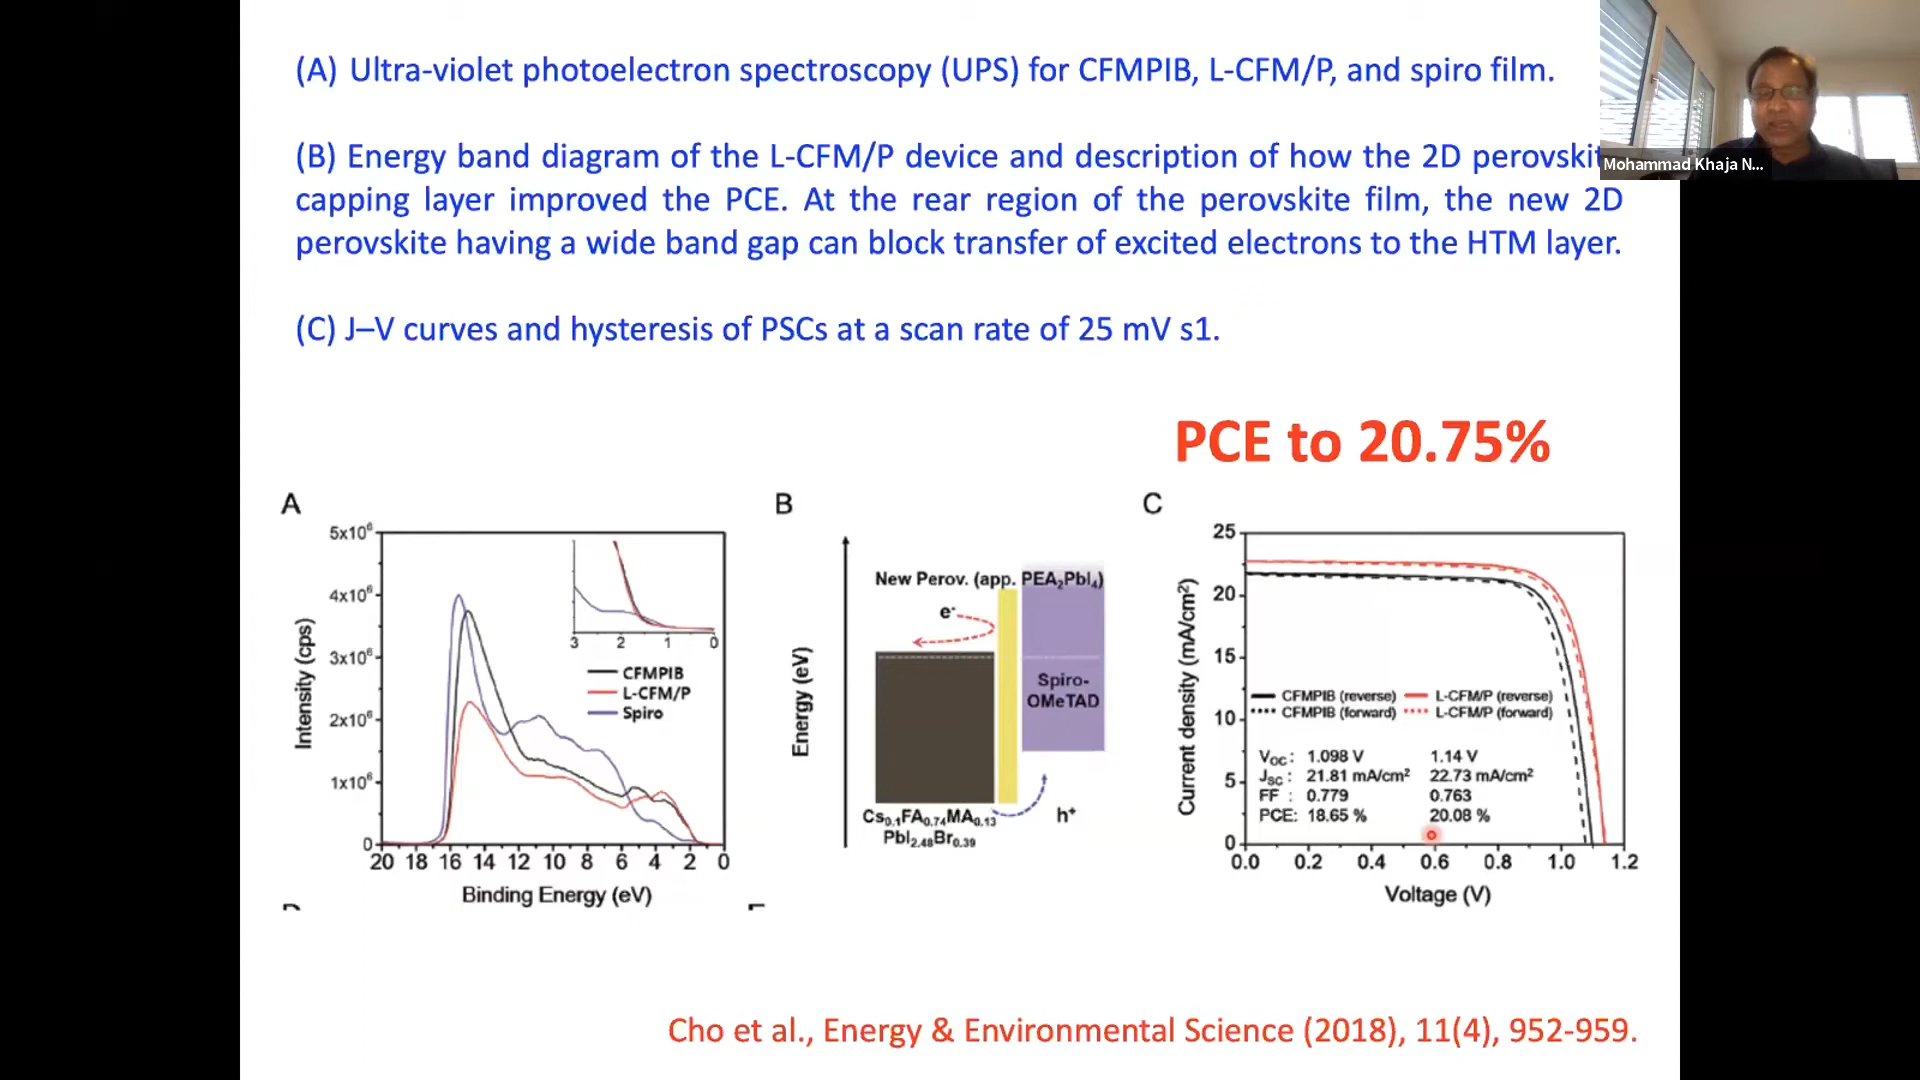 (A) Ultra-violet photoelectron spectroscopy (UPS) for CFMPIB, L-CFM/P, and spiro film.
(B) Energy band diagram of the L-CFM/P device and description of how the 2D
capping layer improved the PCE. At the rear region of the perovskite film, the new 2D
perovskite having a wide band gap can block transfer of excited electrons to the HTM layer.
(C) J–V curves and hysteresis of PSCs at a scan rate of 25 mV s1.
Mohammad Khaja N...
PCE to 20.75%
A
5x10⁶
4x10⁶
3x10⁶
2x10⁶
1x10⁶
0
Intensity (cps)
3 2 1 0
CFMPIB
L-CFM/P
Spiro
20 18 16 14 12 10 8 6 4 2 0
Binding Energy (eV)
B
Energy (eV)
New Perov. (app. PEA₂PbI₄)
e⁻
Spiro-
OMeTAD
Cs₀.₁FA₀.₇₄MA₀.₁₃
PbI₂.₄₈Br₀.₃₉
h⁺
C
25
20
15
10
5
0
Current density (mA/cm²)
CFMPIB (reverse) L-CFM/P (reverse)
CFMPIB (forward) L-CFM/P (forward)
V_OC : 1.098 V 1.14 V
J_SC : 21.81 mA/cm² 22.73 mA/cm²
FF : 0.779 0.763
PCE: 18.65 % 20.08 %
0.0 0.2 0.4 0.6 0.8 1.0 1.2
Voltage (V)
Cho et al., Energy & Environmental Science (2018), 11(4), 952-959.